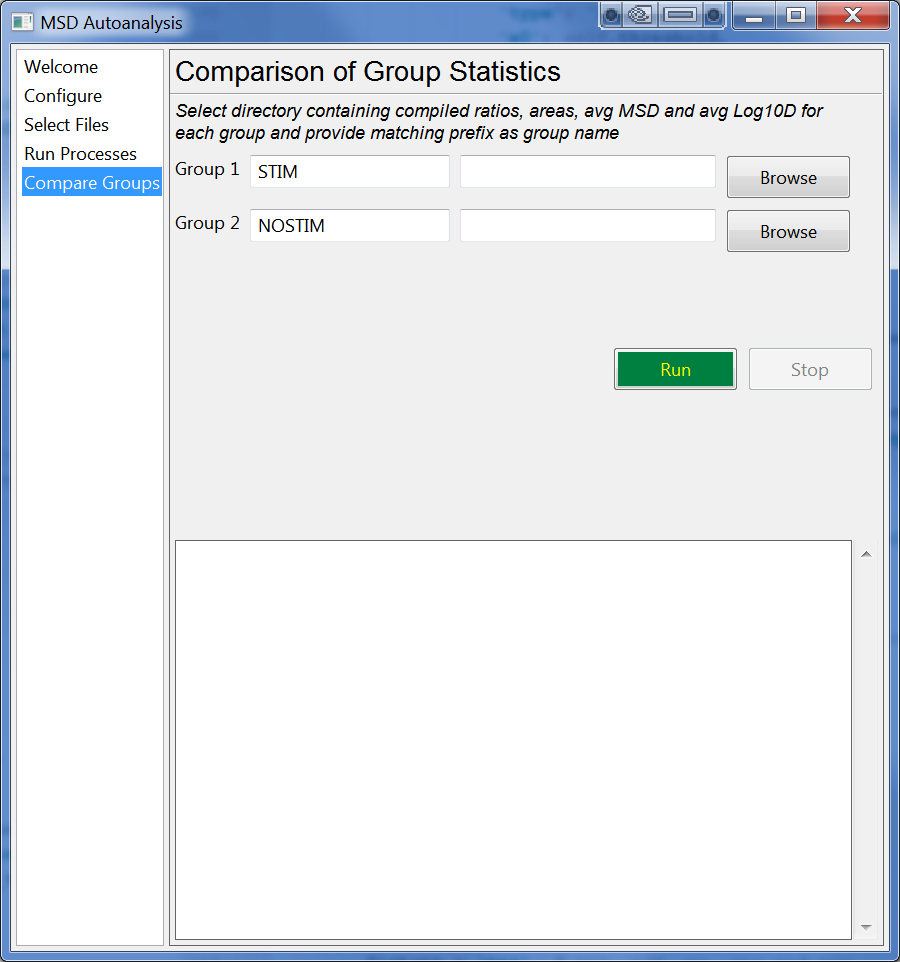 MSD Autoanalysis
Welcome
Configure
Select Files
Run Processes
Compare Groups
Comparison of Group Statistics
Select directory containing compiled ratios, areas, avg MSD and avg Log10D for
each group and provide matching prefix as group name
Group 1 STIM Browse
Group 2 NOSTIM Browse
Run Stop